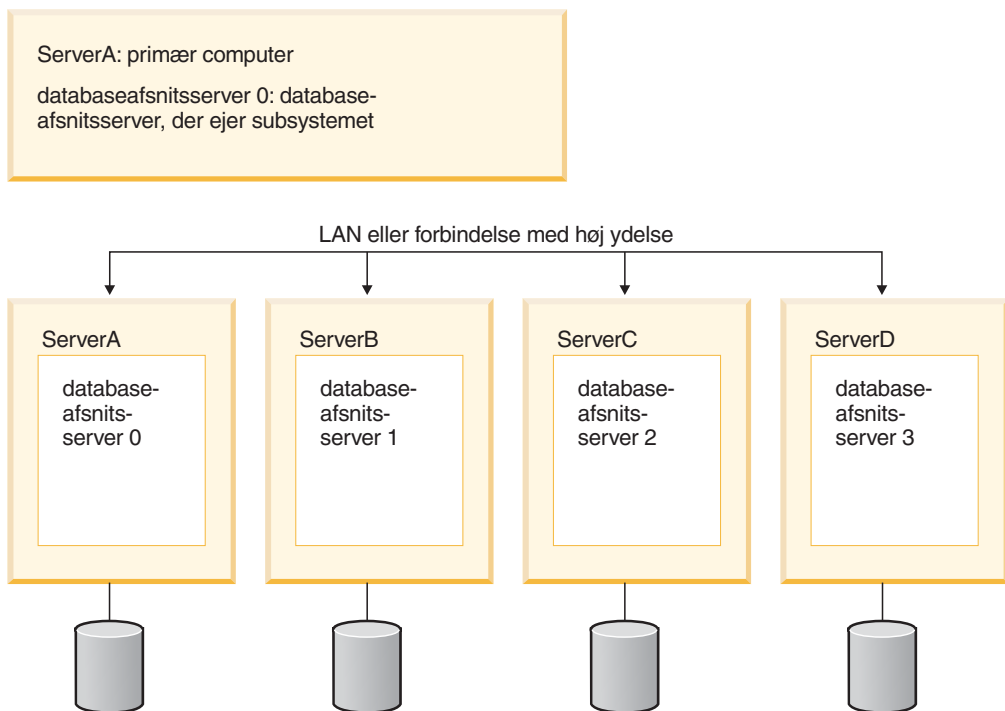 ServerA: primær computer
databaseafsnitsserver 0: database-
afsnitsserver, der ejer subsystemet
LAN eller forbindelse med høj ydelse
ServerA
database-
afsnits-
server 0
ServerB
database-
afsnits-
server 1
ServerC
database-
afsnits-
server 2
ServerD
database-
afsnits-
server 3